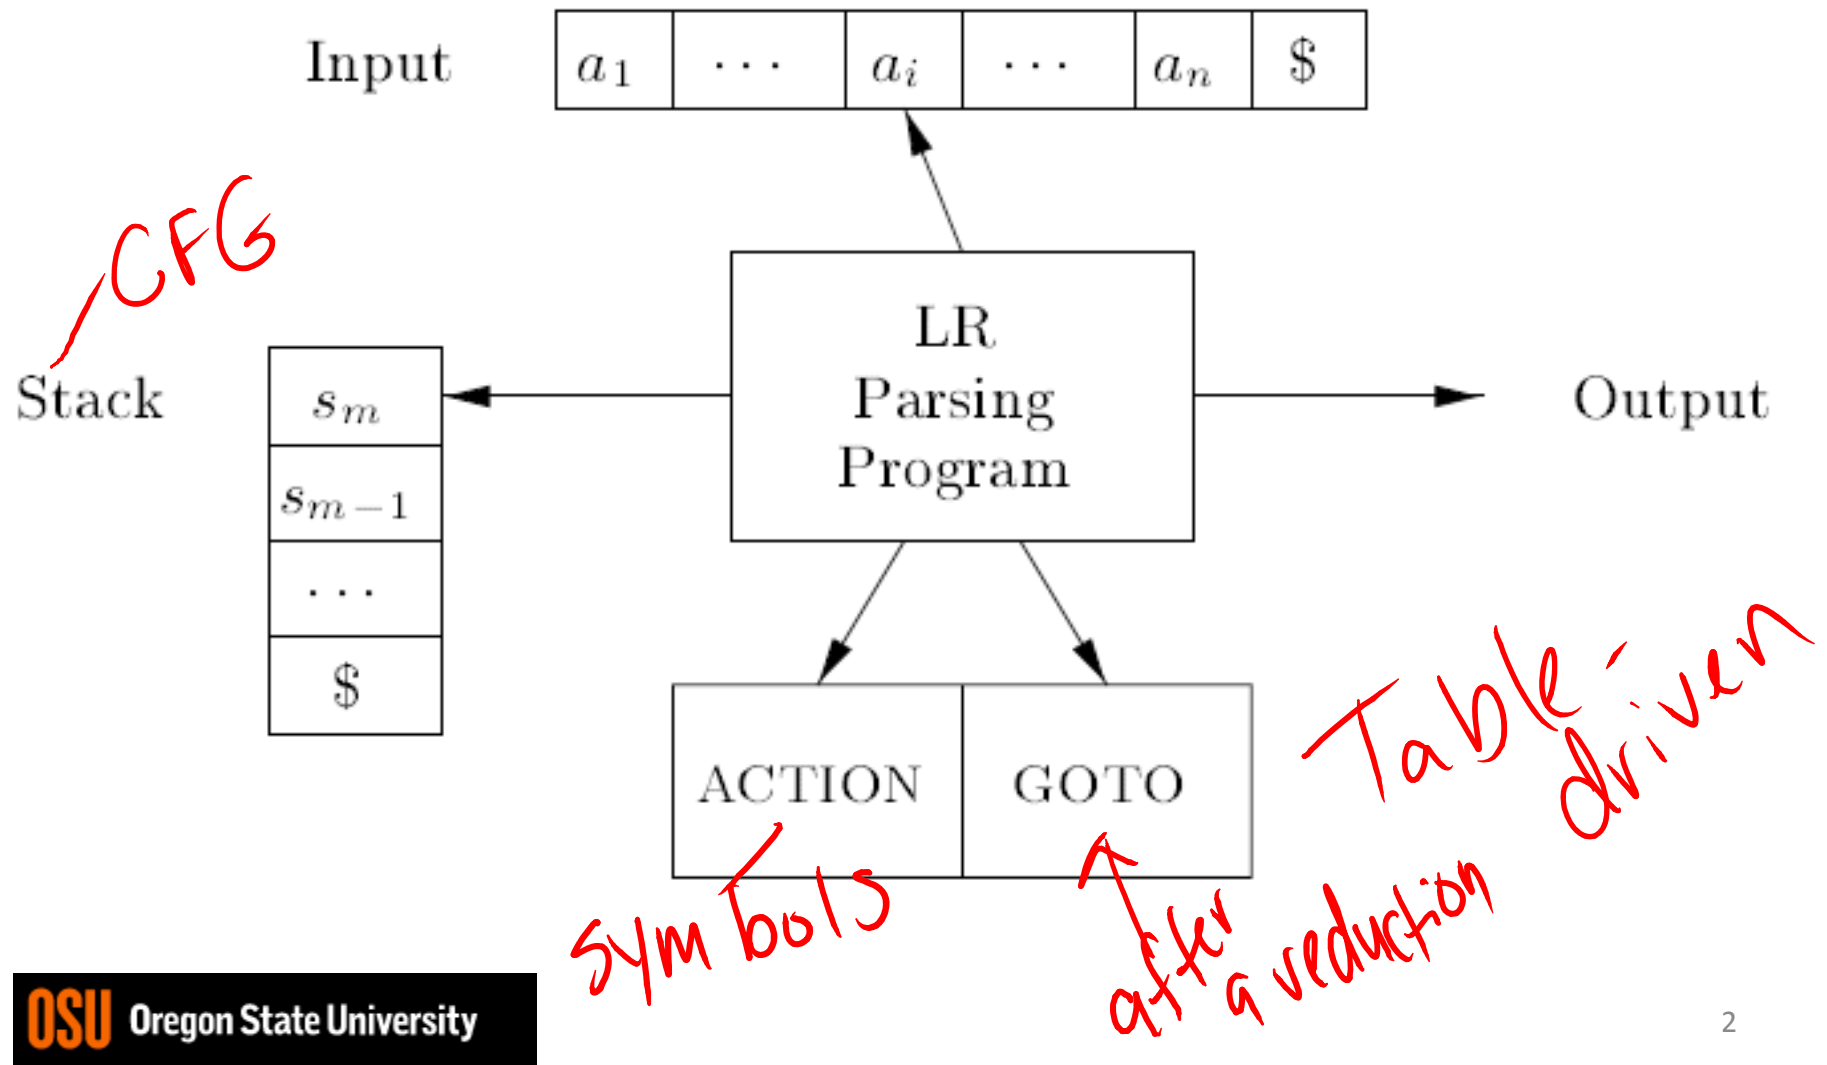 Input
a1 ··· ai ··· an $
CFG
Stack
sm
sm−1
···
$
LR
Parsing
Program
Output
ACTION GOTO
Table-
driven
symbols
after
a reduction
OSU Oregon State University
2